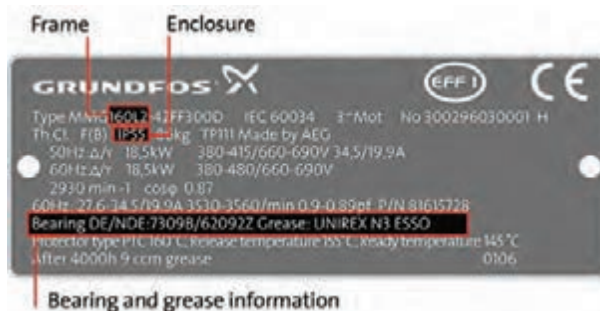 Frame Enclosure
GRUNDFOS
EFF 1 CE
Type MMG160L2-42FF300D IEC 60034 3~Mot No 300296030001 H
Th.Cl. F(B) IP55 kg TP111 Made by AEG
50Hz Δ/Y 18,5kW 380-415/660-690V 34,5/19.9A
60Hz Δ/Y 18,5kW 380-480/660-690V
2930 min-1 cosφ 0.87
60Hz: 27.6-34.5/19.9A 3530-3560/min 0.9-0.89pf P/N 81615728
Bearing DE/NDE:7309B/62092Z Grease: UNIREX N3 ESSO
Protector type PTC 160°C, Release temperature 155°C, Ready temperature 145°C
After 4000h 9 ccm grease 0106
Bearing and grease information